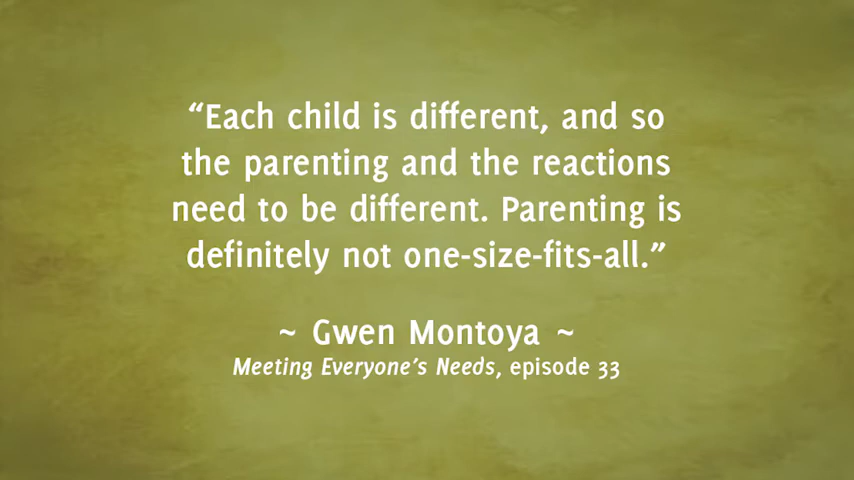 “Each child is different, and so
the parenting and the reactions
need to be different. Parenting is
definitely not one-size-fits-all.”
~ Gwen Montoya ~
Meeting Everyone’s Needs, episode 33